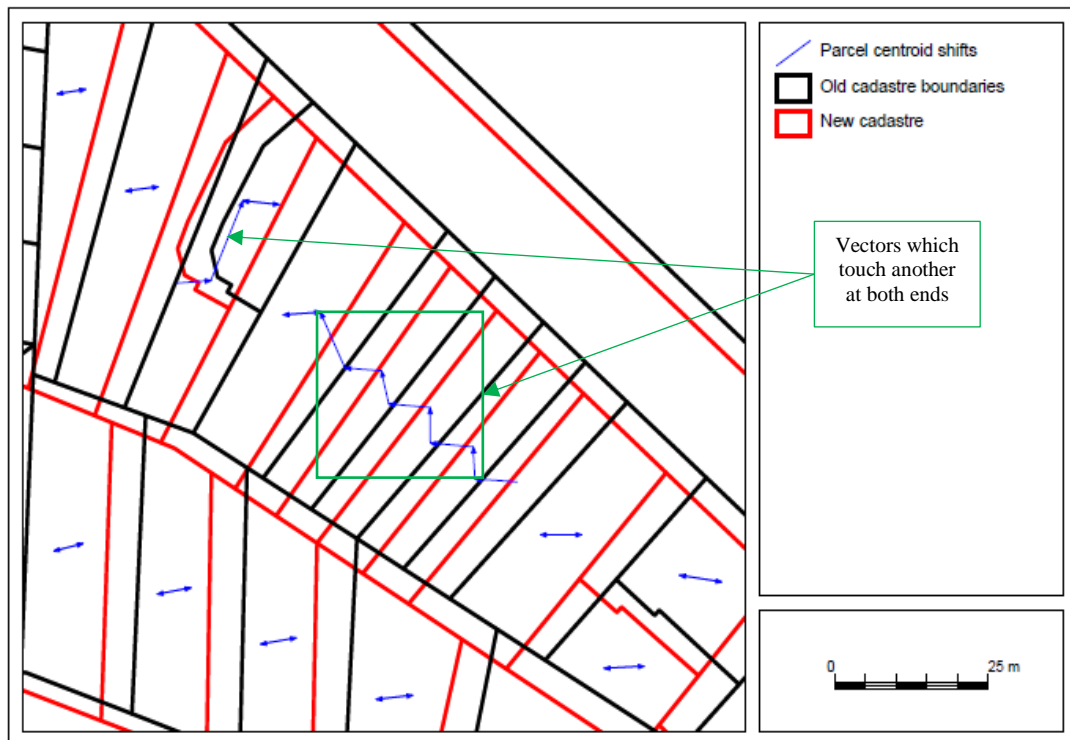 Parcel centroid shifts
Old cadastre boundaries
New cadastre
Vectors which
touch another
at both ends
0 25 m